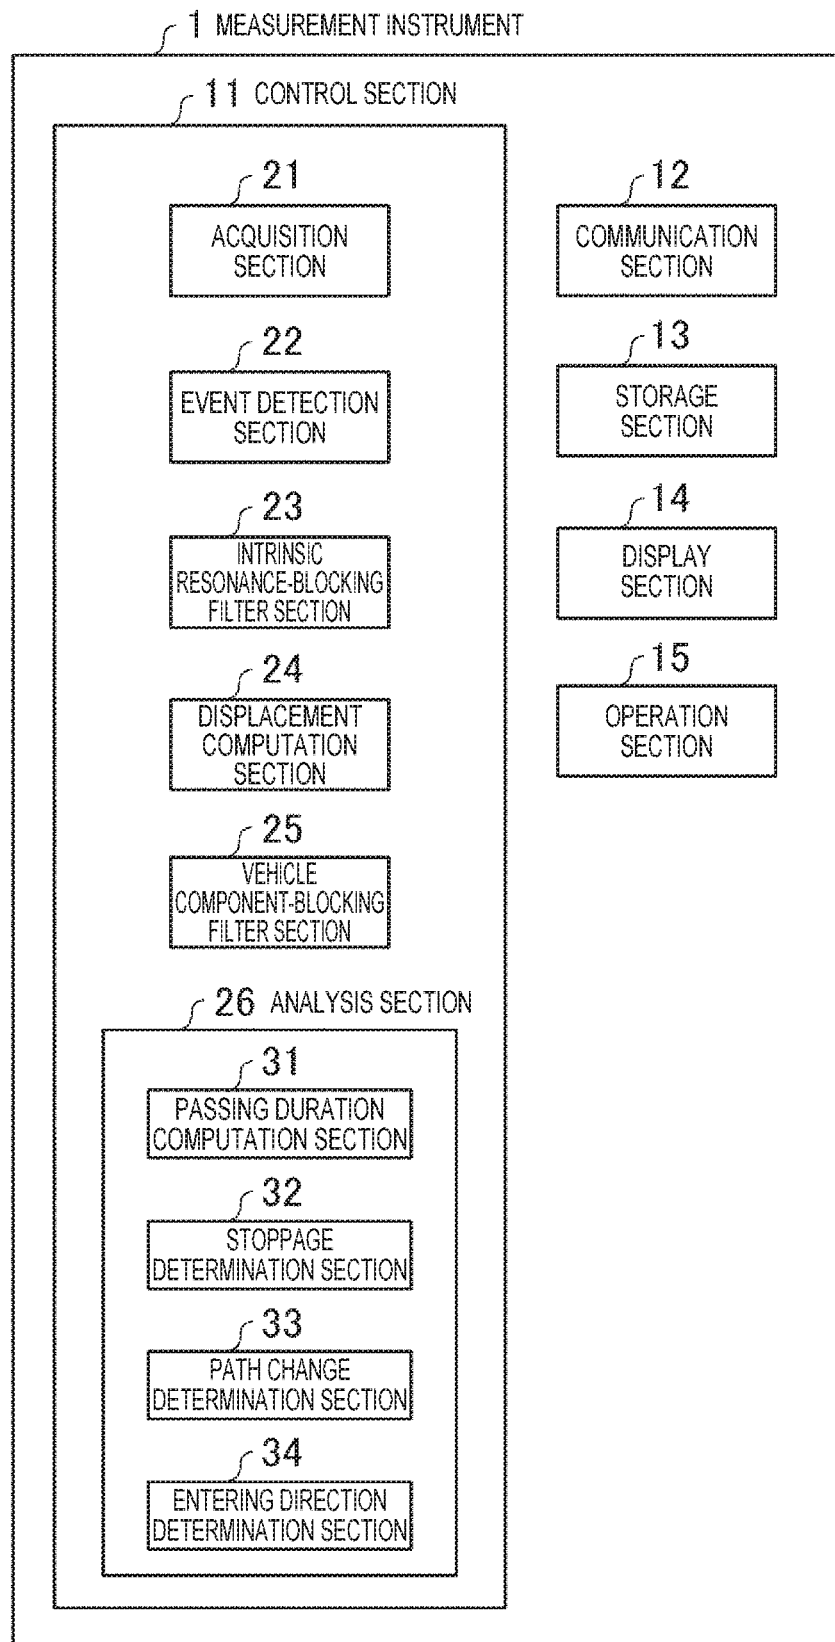 1 MEASUREMENT INSTRUMENT
11 CONTROL SECTION
21
ACQUISITION
SECTION
22
EVENT DETECTION
SECTION
23
INTRINSIC
RESONANCE-BLOCKING
FILTER SECTION
24
DISPLACEMENT
COMPUTATION
SECTION
25
VEHICLE
COMPONENT-BLOCKING
FILTER SECTION
26 ANALYSIS SECTION
31
PASSING DURATION
COMPUTATION SECTION
32
STOPPAGE
DETERMINATION SECTION
33
PATH CHANGE
DETERMINATION SECTION
34
ENTERING DIRECTION
DETERMINATION SECTION
12
COMMUNICATION
SECTION
13
STORAGE
SECTION
14
DISPLAY
SECTION
15
OPERATION
SECTION